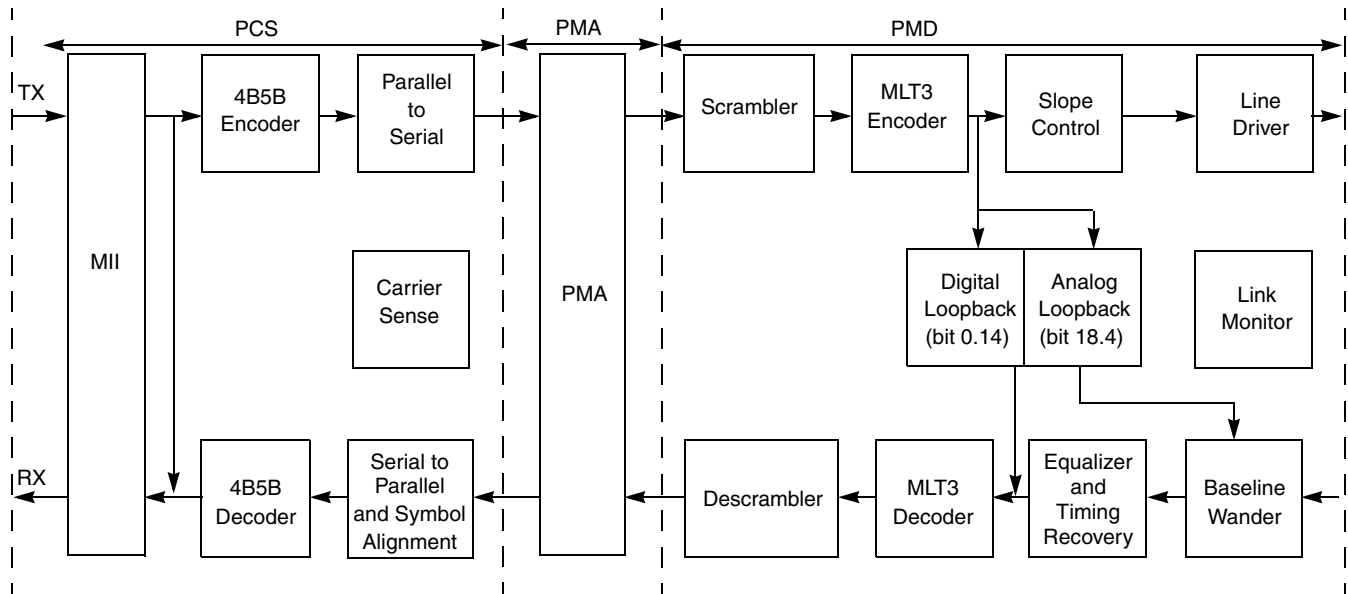 PCS
PMA
PMD
TX
MII
4B5B
Encoder
Parallel
to
Serial
PMA
Scrambler
MLT3
Encoder
Slope
Control
Line
Driver
Carrier
Sense
Digital
Loopback
(bit 0.14)
Analog
Loopback
(bit 18.4)
Link
Monitor
RX
4B5B
Decoder
Serial to
Parallel
and Symbol
Alignment
Descrambler
MLT3
Decoder
Equalizer
and
Timing
Recovery
Baseline
Wander